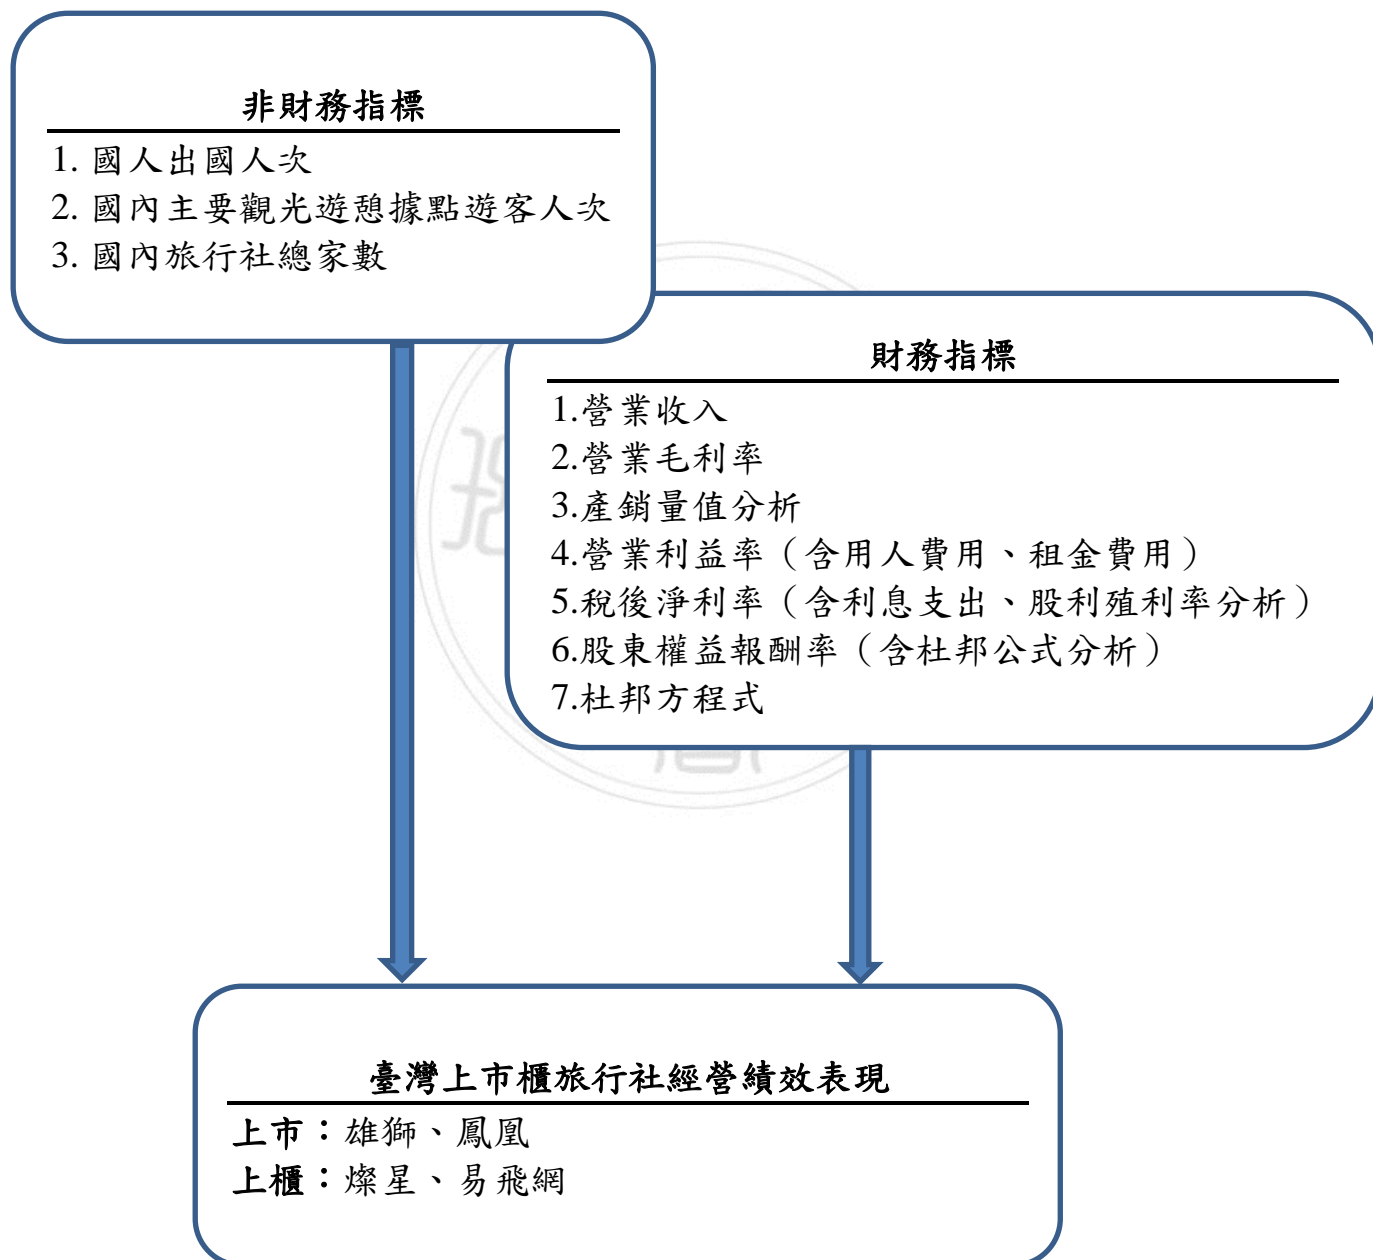 非財務指標
1. 國人出國人次
2. 國內主要觀光遊憩據點遊客人次
3. 國內旅行社總家數
財務指標
1.營業收入
2.營業毛利率
3.產銷量值分析
4.營業利益率（含用人費用、租金費用）
5.稅後淨利率（含利息支出、股利殖利率分析）
6.股東權益報酬率（含杜邦公式分析）
7.杜邦方程式
臺灣上市櫃旅行社經營績效表現
上市：雄獅、鳳凰
上櫃：燦星、易飛網